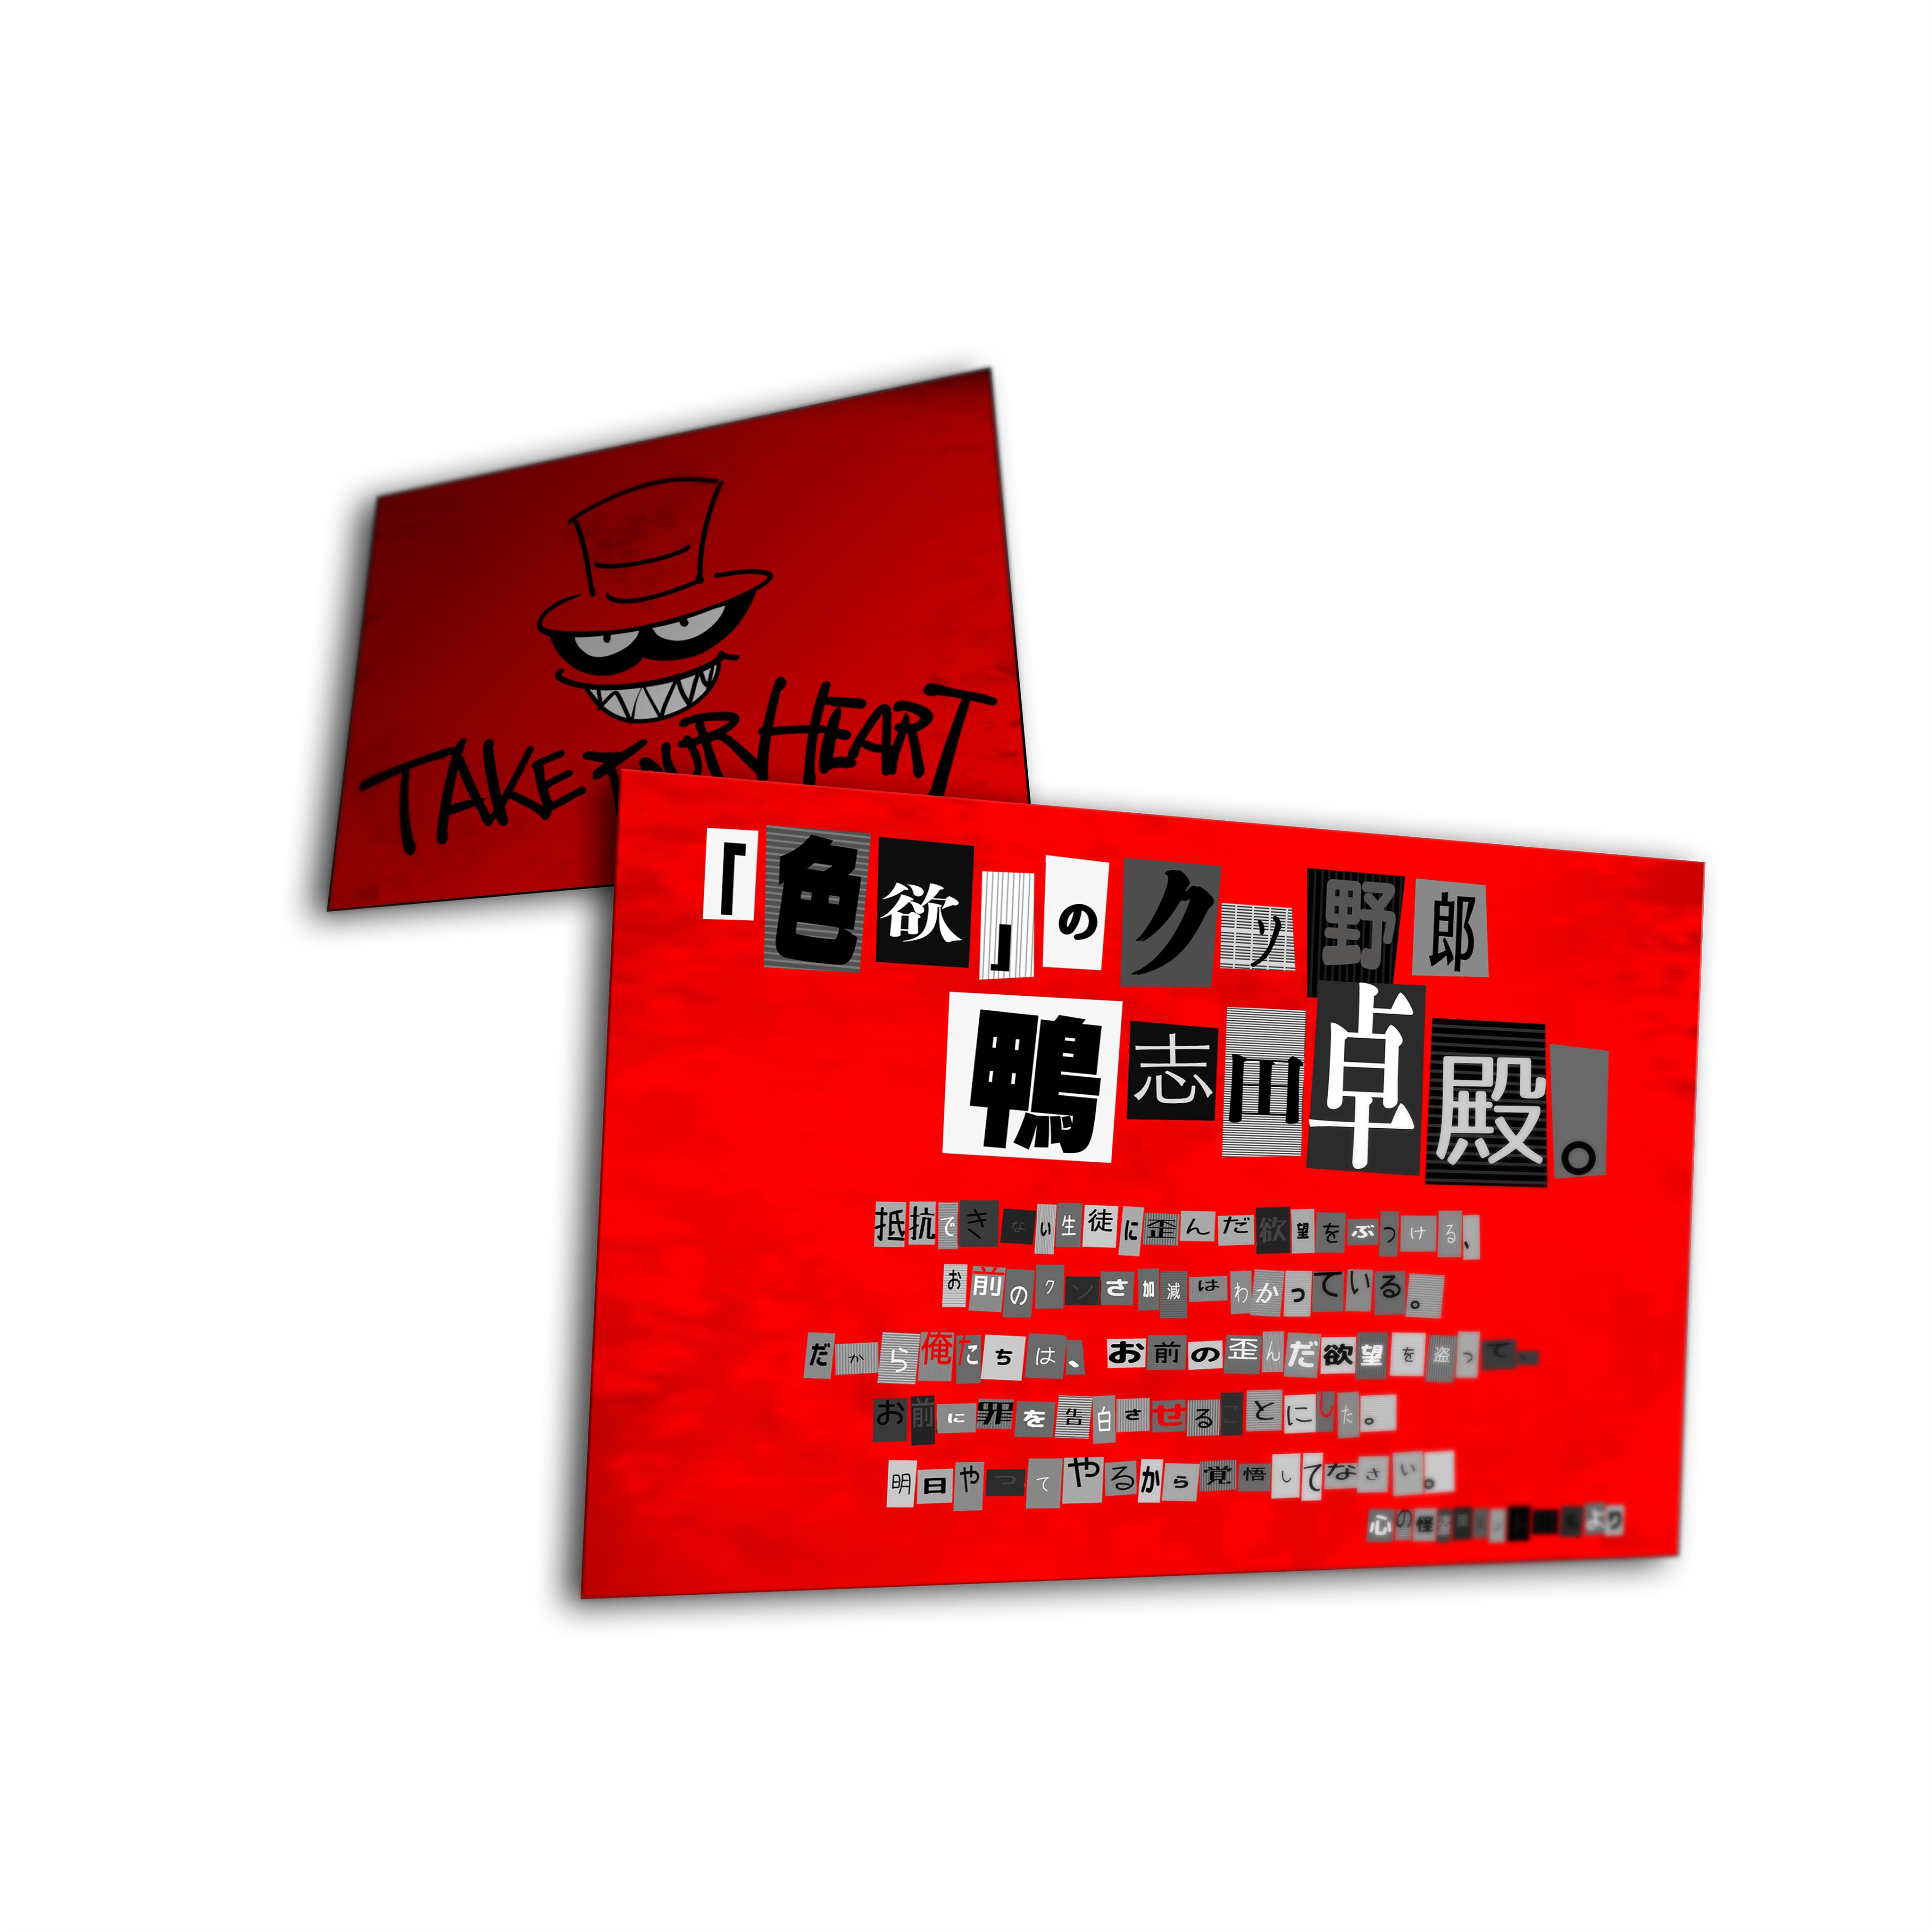 TAKE YOUR HEART
「色欲」のクソ野郎
鴨志田卓殿。
抵抗できない生徒に歪んだ欲望をぶつける、
お前のクソさ加減はわかっている。
だから俺たちは、お前の歪んだ欲望を盗って
お前に罪を告白させることにした。
明日やってやるから覚悟してなさい。
心の怪 より